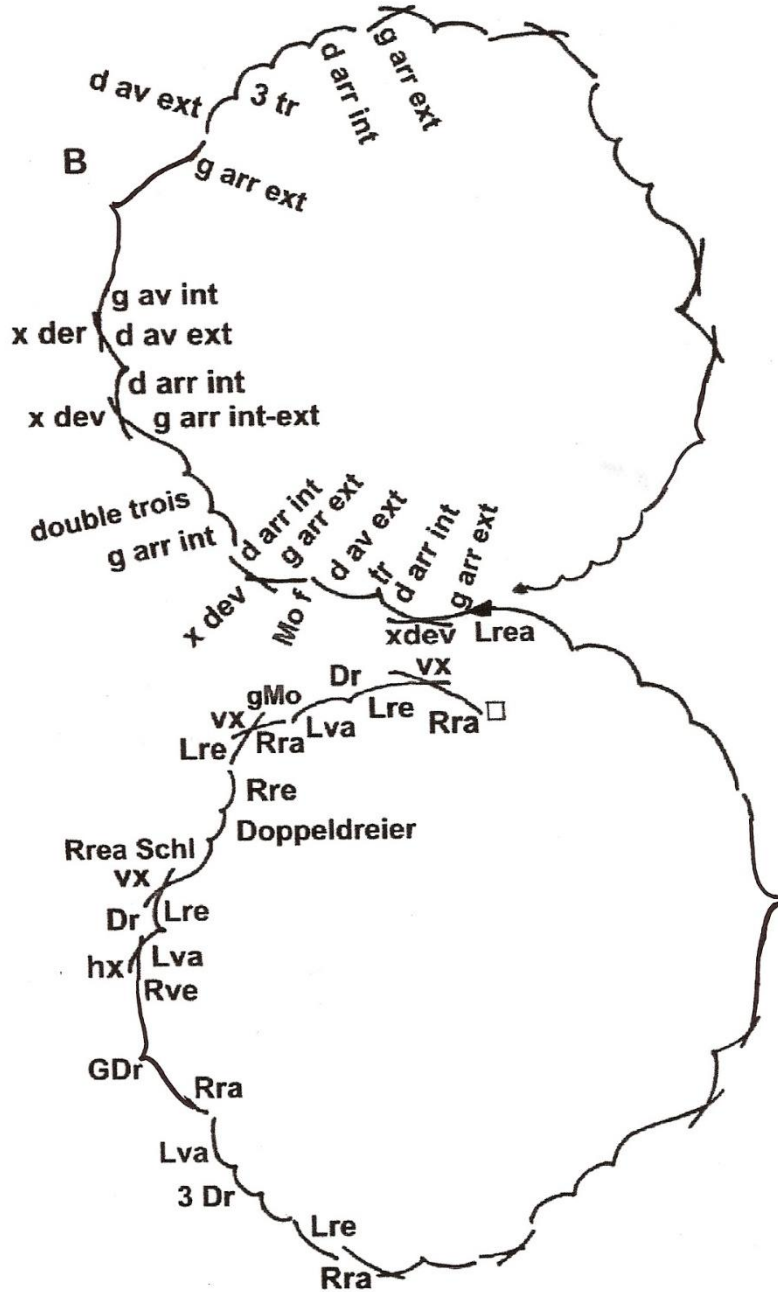 g arr ext
d arr int
3 tr
d av ext
B
g arr ext
g av int
x der
d av ext
d arr int
x dev
g arr int-ext
double trois
g arr int
d arr int
g arr ext
x dev
Mo f
d av ext
tr
d arr int
g arr ext
xdev
Lrea
Dr
vx
gMo
vx
Lva
Lre
Rra
Lre
Rra
Rre
Doppeldreier
Rrea Schl
vx
Dr
Lre
hx
Lva
Rve
GDr
Rra
Lva
3 Dr
Lre
Rra